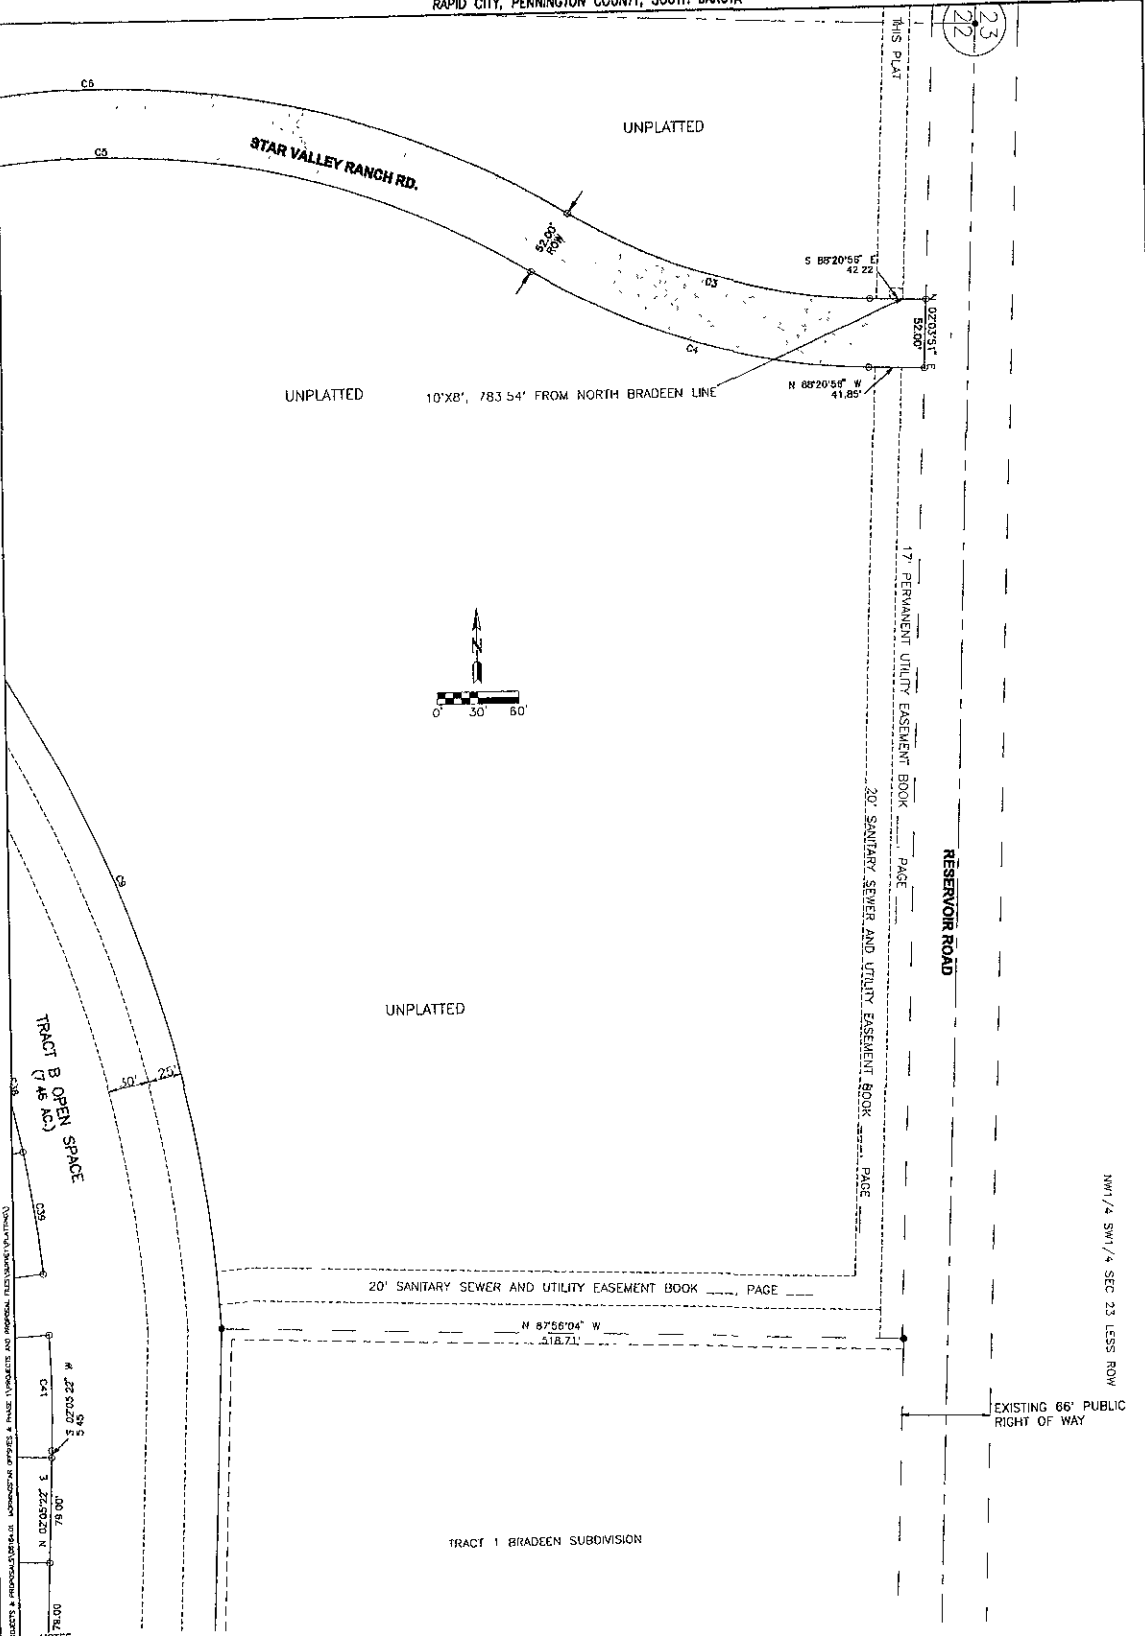 RAPID CITY, PENNINGTON COUNTY, SOUTH DAKOTA
23
22
THIS PLAT
C6
UNPLATTED
C5
STAR VALLEY RANCH RD.
52.00'
ROW
S 88°20'56" E
42.22
C3
N 02°03'51" E
52.00'
C4
N 88°20'56" W
41.85'
UNPLATTED
10'X8', 783.54' FROM NORTH BRADEEN LINE
17' PERMANENT UTILITY EASEMENT BOOK ___, PAGE ___
N
0' 30' 60'
20' SANITARY SEWER AND UTILITY EASEMENT BOOK ___, PAGE ___
RESERVOIR ROAD
C9
UNPLATTED
TRACT B OPEN SPACE
(7.46 AC.)
30' 25'
C38
C39
NW1/4 SW1/4 SEC 23 LESS ROW
20' SANITARY SEWER AND UTILITY EASEMENT BOOK ___, PAGE ___
N 87°56'04" W
518.71'
C41
S 02°05'22" W
5.45
EXISTING 66' PUBLIC
RIGHT OF WAY
N 02°05'22" E
79.00'
TRACT 1 BRADEEN SUBDIVISION
79.00